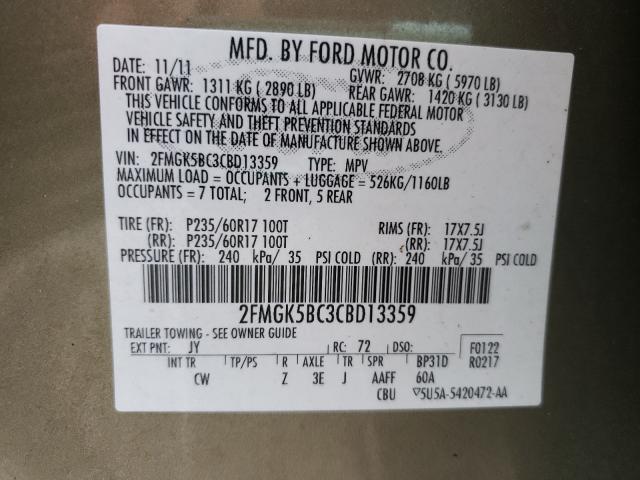 MFD. BY FORD MOTOR CO.
DATE: 11/11 GVWR: 2708 KG ( 5970 LB)
FRONT GAWR: 1311 KG ( 2890 LB) REAR GAWR: 1420 KG ( 3130 LB)
THIS VEHICLE CONFORMS TO ALL APPLICABLE FEDERAL MOTOR
VEHICLE SAFETY AND THEFT PREVENTION STANDARDS
IN EFFECT ON THE DATE OF MANUFACTURE SHOWN ABOVE.
VIN: 2FMGK5BC3CBD13359 TYPE: MPV
MAXIMUM LOAD = OCCUPANTS + LUGGAGE = 526KG/1160LB
OCCUPANTS = 7 TOTAL; 2 FRONT, 5 REAR
TIRE (FR): P235/60R17 100T RIMS (FR): 17X7.5J
(RR): P235/60R17 100T (RR): 17X7.5J
PRESSURE (FR): 240 kPa/ 35 PSI COLD (RR): 240 kPa/ 35 PSI COLD
2FMGK5BC3CBD13359
TRAILER TOWING - SEE OWNER GUIDE
EXT PNT: JY RC: 72 DSO: F0122
INT TR TP/PS R AXLE TR SPR BP31D R0217
CW Z 3E J AAFF 60A
CBU ▽5U5A-5420472-AA